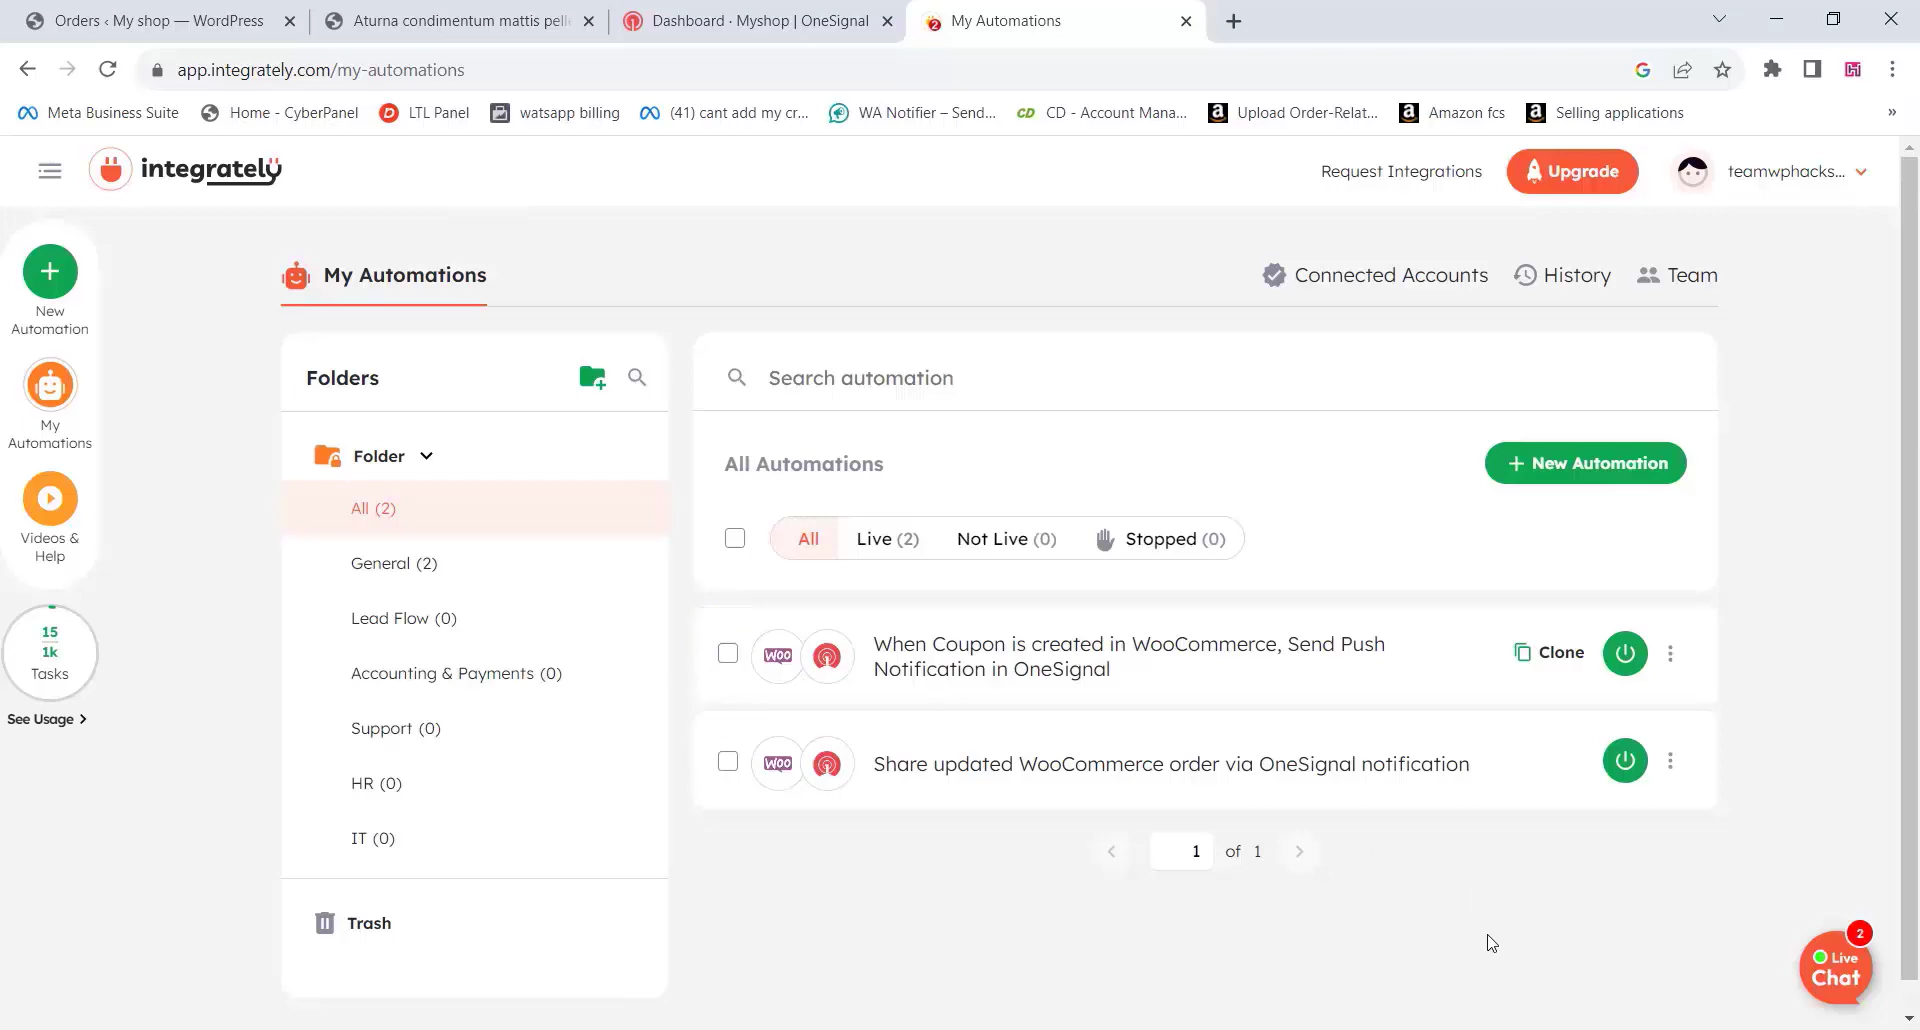 Orders ‹ My shop — WordPress
Aturna condimentum mattis pell
Dashboard · Myshop | OneSignal
2
My Automations
app.integrately.com/my-automations
Meta Business Suite
Home - CyberPanel
LTL Panel
watsapp billing
(41) cant add my cr...
WA Notifier – Send...
CD - Account Mana...
Upload Order-Relat...
Amazon fcs
Selling applications
»
integrately
Request Integrations
Upgrade
teamwphacks...
New
Automation
My
Automations
Videos &
Help
15
1k
Tasks
See Usage >
My Automations
Connected Accounts
History
Team
Folders
Folder
All (2)
General (2)
Lead Flow (0)
Accounting & Payments (0)
Support (0)
HR (0)
IT (0)
Trash
Search automation
All Automations
+ New Automation
All
Live (2)
Not Live (0)
Stopped (0)
WOO
When Coupon is created in WooCommerce, Send Push
Notification in OneSignal
Clone
WOO
Share updated WooCommerce order via OneSignal notification
1 of 1
2
Live
Chat